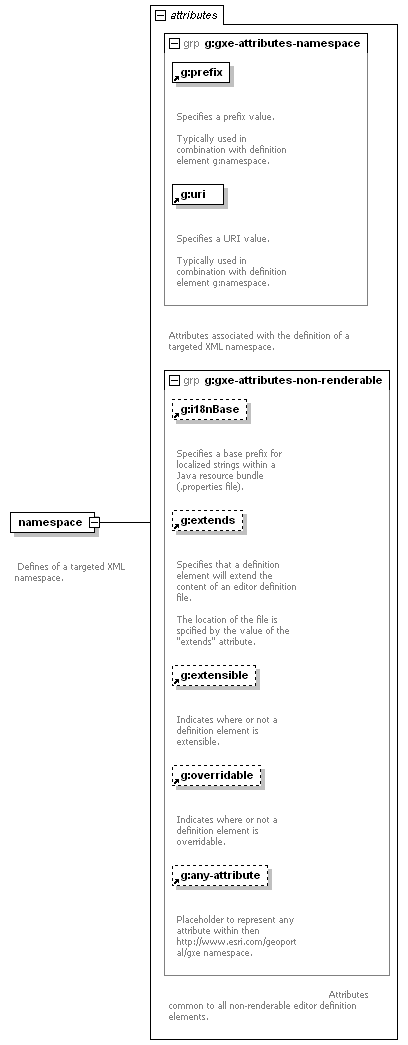 attributes
grp g:gxe-attributes-namespace
g:prefix
Specifies a prefix value.
Typically used in
combination with definition
element g:namespace.
g:uri
Specifies a URI value.
Typically used in
combination with definition
element g:namespace.
Attributes associated with the definition of a
targeted XML namespace.
grp g:gxe-attributes-non-renderable
g:i18nBase
Specifies a base prefix for
localized strings within a
Java resource bundle
(.properties file).
namespace
Defines of a targeted XML
namespace.
g:extends
Specifies that a definition
element will extend the
content of an editor definition
file.
The location of the file is
spcified by the value of the
"extends" attribute.
g:extensible
Indicates where or not a
definition element is
extensible.
g:overridable
Indicates where or not a
definition element is
overridable.
g:any-attribute
Placeholder to represent any
attribute within then
http://www.esri.com/geoport
al/gxe namespace.
Attributes
common to all non-renderable editor definition
elements.